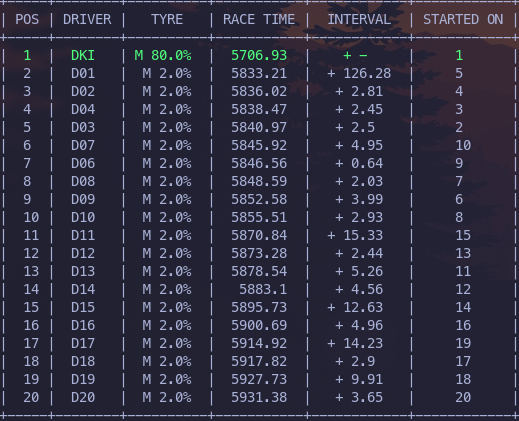 | POS | DRIVER | TYRE | RACE TIME | INTERVAL | STARTED ON |
| 1 | DKI | M 80.0% | 5706.93 | + − | 1 |
| 2 | D01 | M 2.0% | 5833.21 | + 126.28 | 5 |
| 3 | D02 | M 2.0% | 5836.02 | + 2.81 | 4 |
| 4 | D04 | M 2.0% | 5838.47 | + 2.45 | 3 |
| 5 | D03 | M 2.0% | 5840.97 | + 2.5 | 2 |
| 6 | D07 | M 2.0% | 5845.92 | + 4.95 | 10 |
| 7 | D06 | M 2.0% | 5846.56 | + 0.64 | 9 |
| 8 | D08 | M 2.0% | 5848.59 | + 2.03 | 7 |
| 9 | D09 | M 2.0% | 5852.58 | + 3.99 | 6 |
| 10 | D10 | M 2.0% | 5855.51 | + 2.93 | 8 |
| 11 | D11 | M 2.0% | 5870.84 | + 15.33 | 15 |
| 12 | D12 | M 2.0% | 5873.28 | + 2.44 | 13 |
| 13 | D13 | M 2.0% | 5878.54 | + 5.26 | 11 |
| 14 | D14 | M 2.0% | 5883.1 | + 4.56 | 12 |
| 15 | D15 | M 2.0% | 5895.73 | + 12.63 | 14 |
| 16 | D16 | M 2.0% | 5900.69 | + 4.96 | 16 |
| 17 | D17 | M 2.0% | 5914.92 | + 14.23 | 19 |
| 18 | D18 | M 2.0% | 5917.82 | + 2.9 | 17 |
| 19 | D19 | M 2.0% | 5927.73 | + 9.91 | 18 |
| 20 | D20 | M 2.0% | 5931.38 | + 3.65 | 20 |